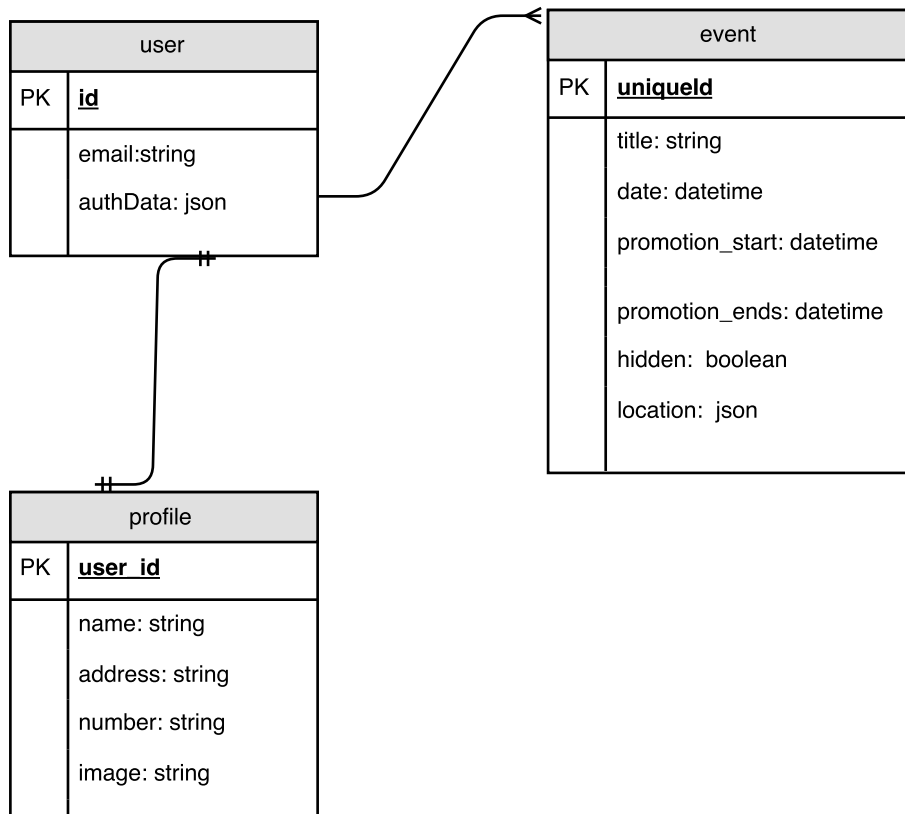 user
PK id
email:string
authData: json
event
PK uniqueId
title: string
date: datetime
promotion_start: datetime
promotion_ends: datetime
hidden: boolean
location: json
profile
PK user_id
name: string
address: string
number: string
image: string